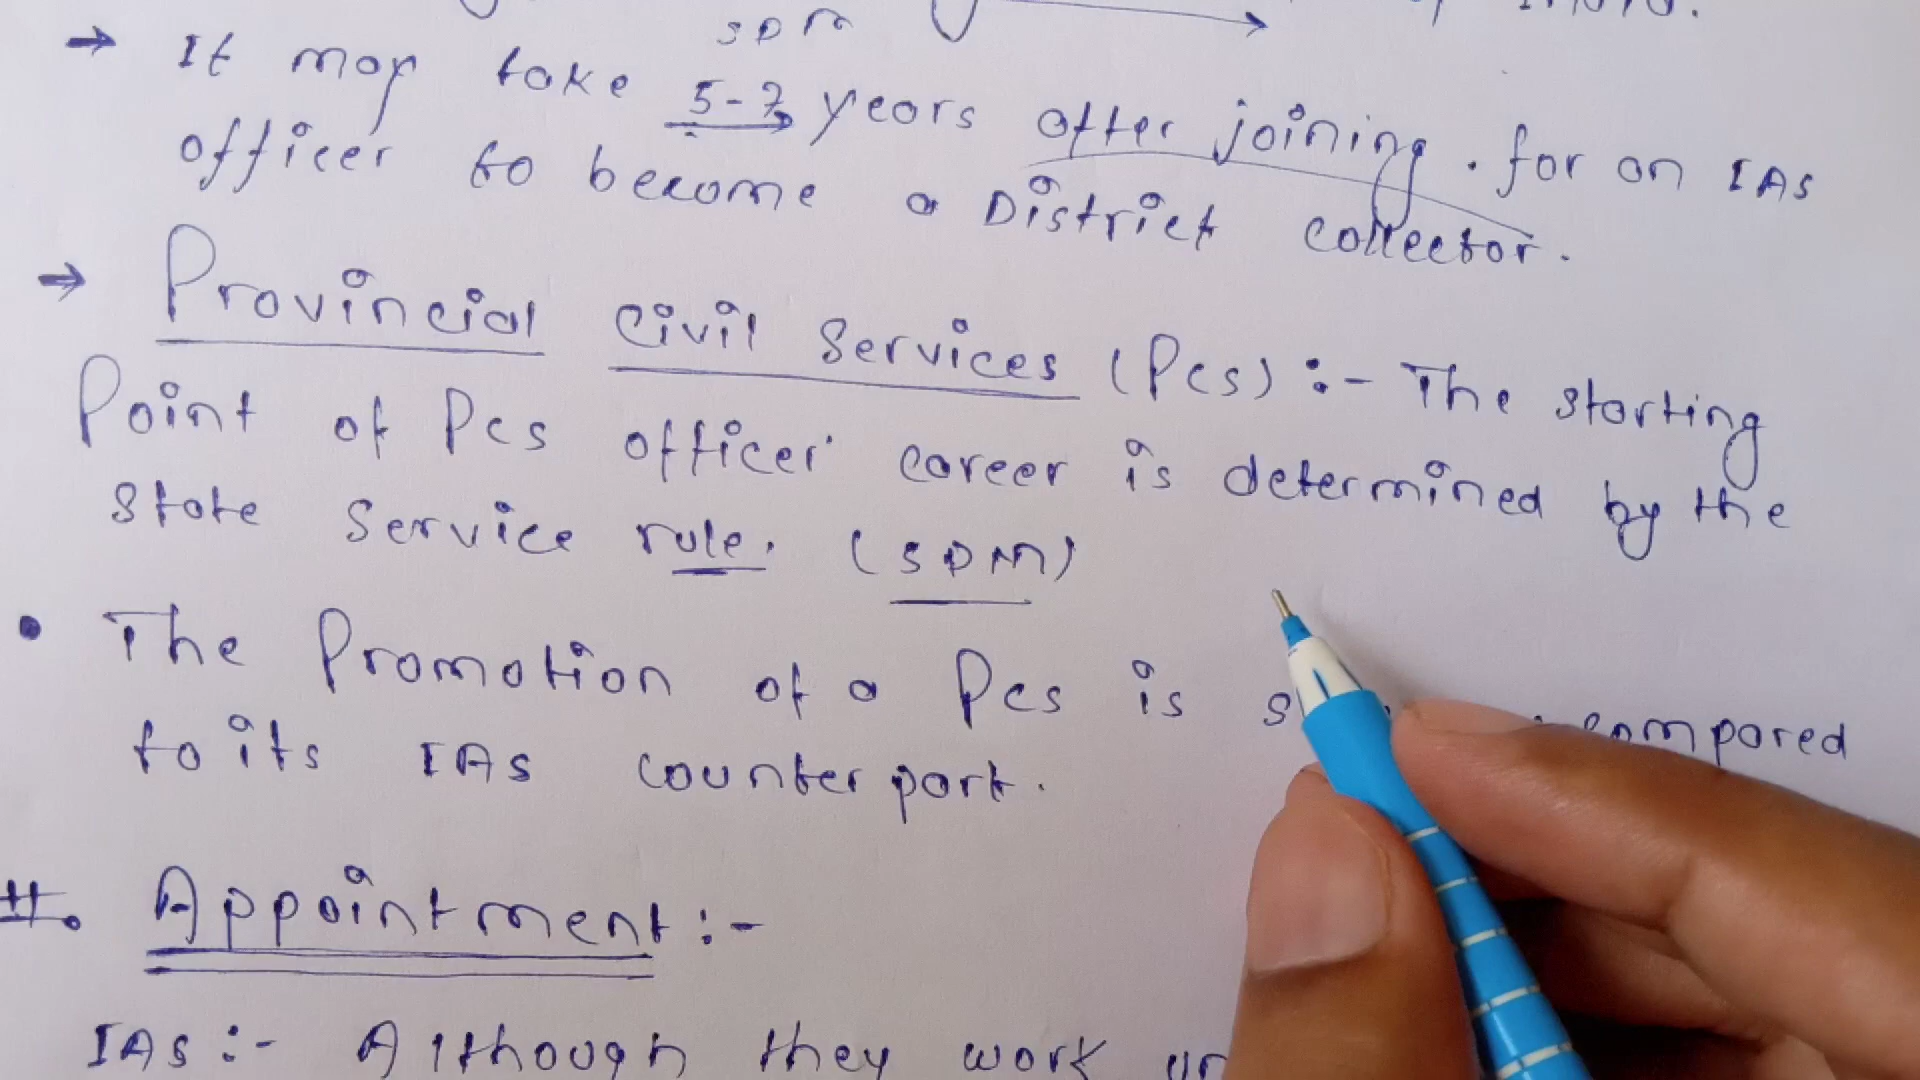 SDM
→ It may take 5-7 years after joining. for an IAS
officer to become a District collector.
→ Provincial Civil Services (Pcs) :- The starting
Point of Pcs officer career is determined by the
State Service rule. (SDM)
• The Promotion of a Pcs is compared
to its IAS counterpart.
#. Appointment :-
IAs :- Although they work